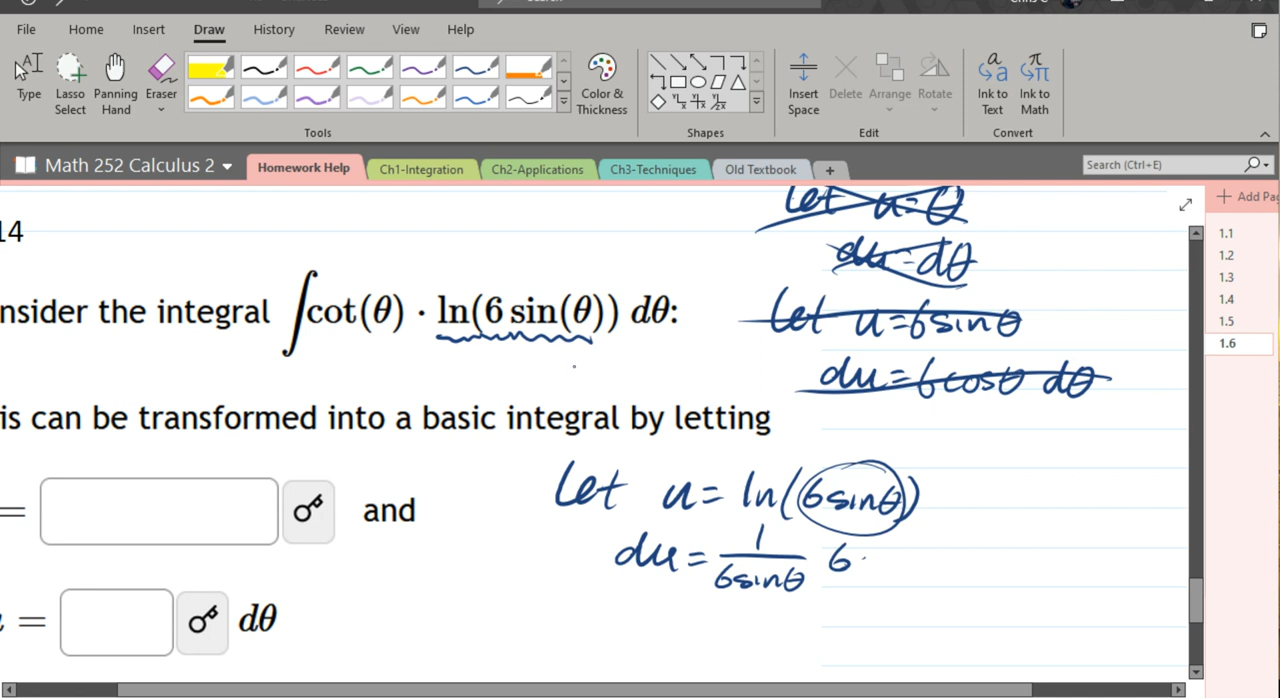 File Home Insert Draw History Review View Help
Type Lasso Select Panning Hand Eraser Color & Thickness Insert Space Delete Arrange Rotate Ink to Text Ink to Math
Tools Shapes Edit Convert
Math 252 Calculus 2 Homework Help Ch1-Integration Ch2-Applications Ch3-Techniques Old Textbook + Search (Ctrl+E)
Let u=θ
+ Add Pag
14
1.1
du=dθ
1.2
1.3
nsider the integral ∫cot(θ) · ln(6 sin(θ)) dθ:
Let u=6sinθ
1.4
1.5
1.6
du=6cosθ dθ
is can be transformed into a basic integral by letting
Let u= ln(6sinθ)
= and
du= 1/6sinθ 6
= dθ